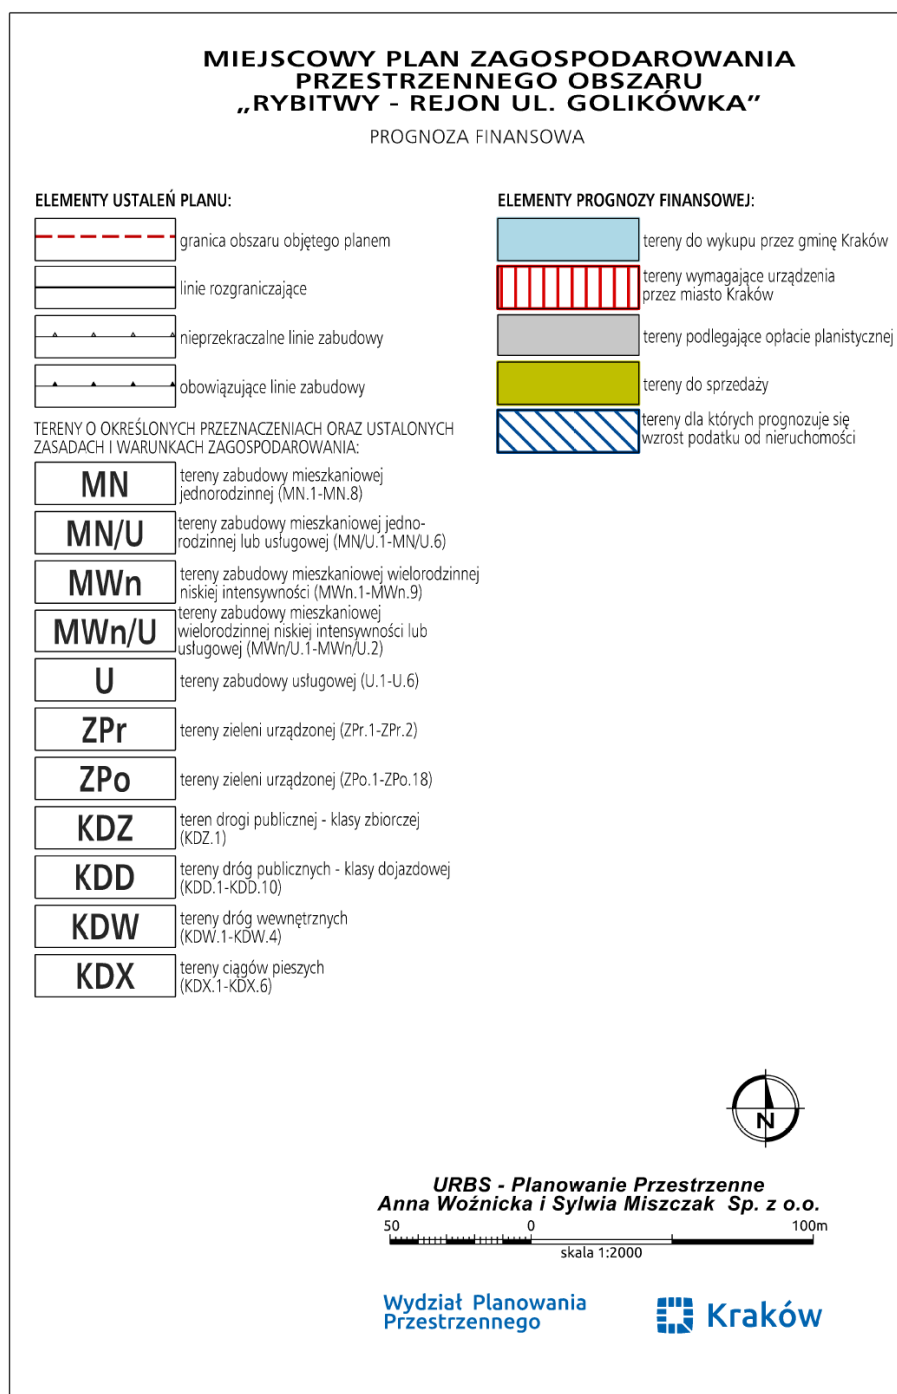 MIEJSCOWY PLAN ZAGOSPODAROWANIA
PRZESTRZENNEGO OBSZARU
„RYBITWY - REJON UL. GOLIKÓWKA”
PROGNOZA FINANSOWA
ELEMENTY USTALEŃ PLANU:
granica obszaru objętego planem
linie rozgraniczające
nieprzekraczalne linie zabudowy
obowiązujące linie zabudowy
TERENY O OKREŚLONYCH PRZEZNACZENIACH ORAZ USTALONYCH
ZASADACH I WARUNKACH ZAGOSPODAROWANIA:
MN
tereny zabudowy mieszkaniowej
jednorodzinnej (MN.1-MN.8)
MN/U
tereny zabudowy mieszkaniowej jedno-
rodzinnej lub usługowej (MN/U.1-MN/U.6)
MWn
tereny zabudowy mieszkaniowej wielorodzinnej
niskiej intensywności (MWn.1-MWn.9)
MWn/U
tereny zabudowy mieszkaniowej
wielorodzinnej niskiej intensywności lub
usługowej (MWn/U.1-MWn/U.2)
U
tereny zabudowy usługowej (U.1-U.6)
ZPr
tereny zieleni urządzonej (ZPr.1-ZPr.2)
ZPo
tereny zieleni urządzonej (ZPo.1-ZPo.18)
KDZ
teren drogi publicznej - klasy zbiorczej
(KDZ.1)
KDD
tereny dróg publicznych - klasy dojazdowej
(KDD.1-KDD.10)
KDW
tereny dróg wewnętrznych
(KDW.1-KDW.4)
KDX
tereny ciągów pieszych
(KDX.1-KDX.6)
ELEMENTY PROGNOZY FINANSOWEJ:
tereny do wykupu przez gminę Kraków
tereny wymagające urządzenia
przez miasto Kraków
tereny podlegające opłacie planistycznej
tereny do sprzedaży
tereny dla których prognozuje się
wzrost podatku od nieruchomości
N
URBS - Planowanie Przestrzenne
Anna Woźnicka i Sylwia Miszczak Sp. z o.o.
50 0 100m
skala 1:2000
Wydział Planowania
Przestrzennego
Kraków